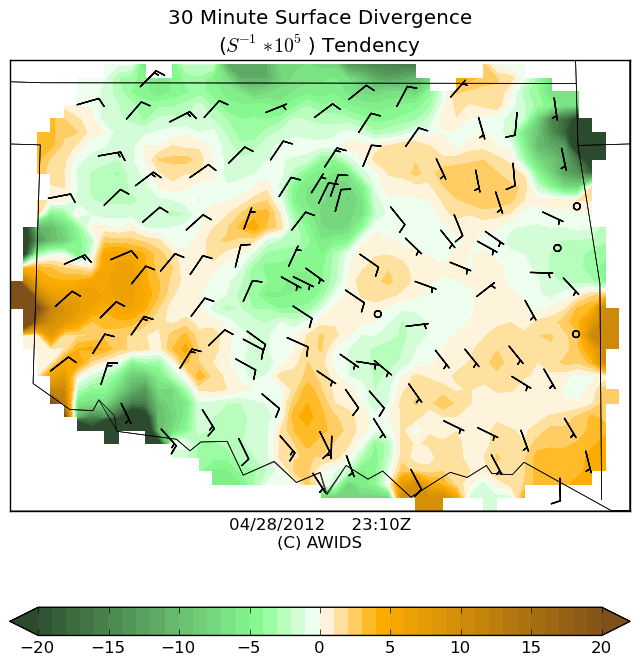 30 Minute Surface Divergence
(S⁻¹ * 10⁵ ) Tendency
04/28/2012 23:10Z
(C) AWIDS
−20 −15 −10 −5 0 5 10 15 20